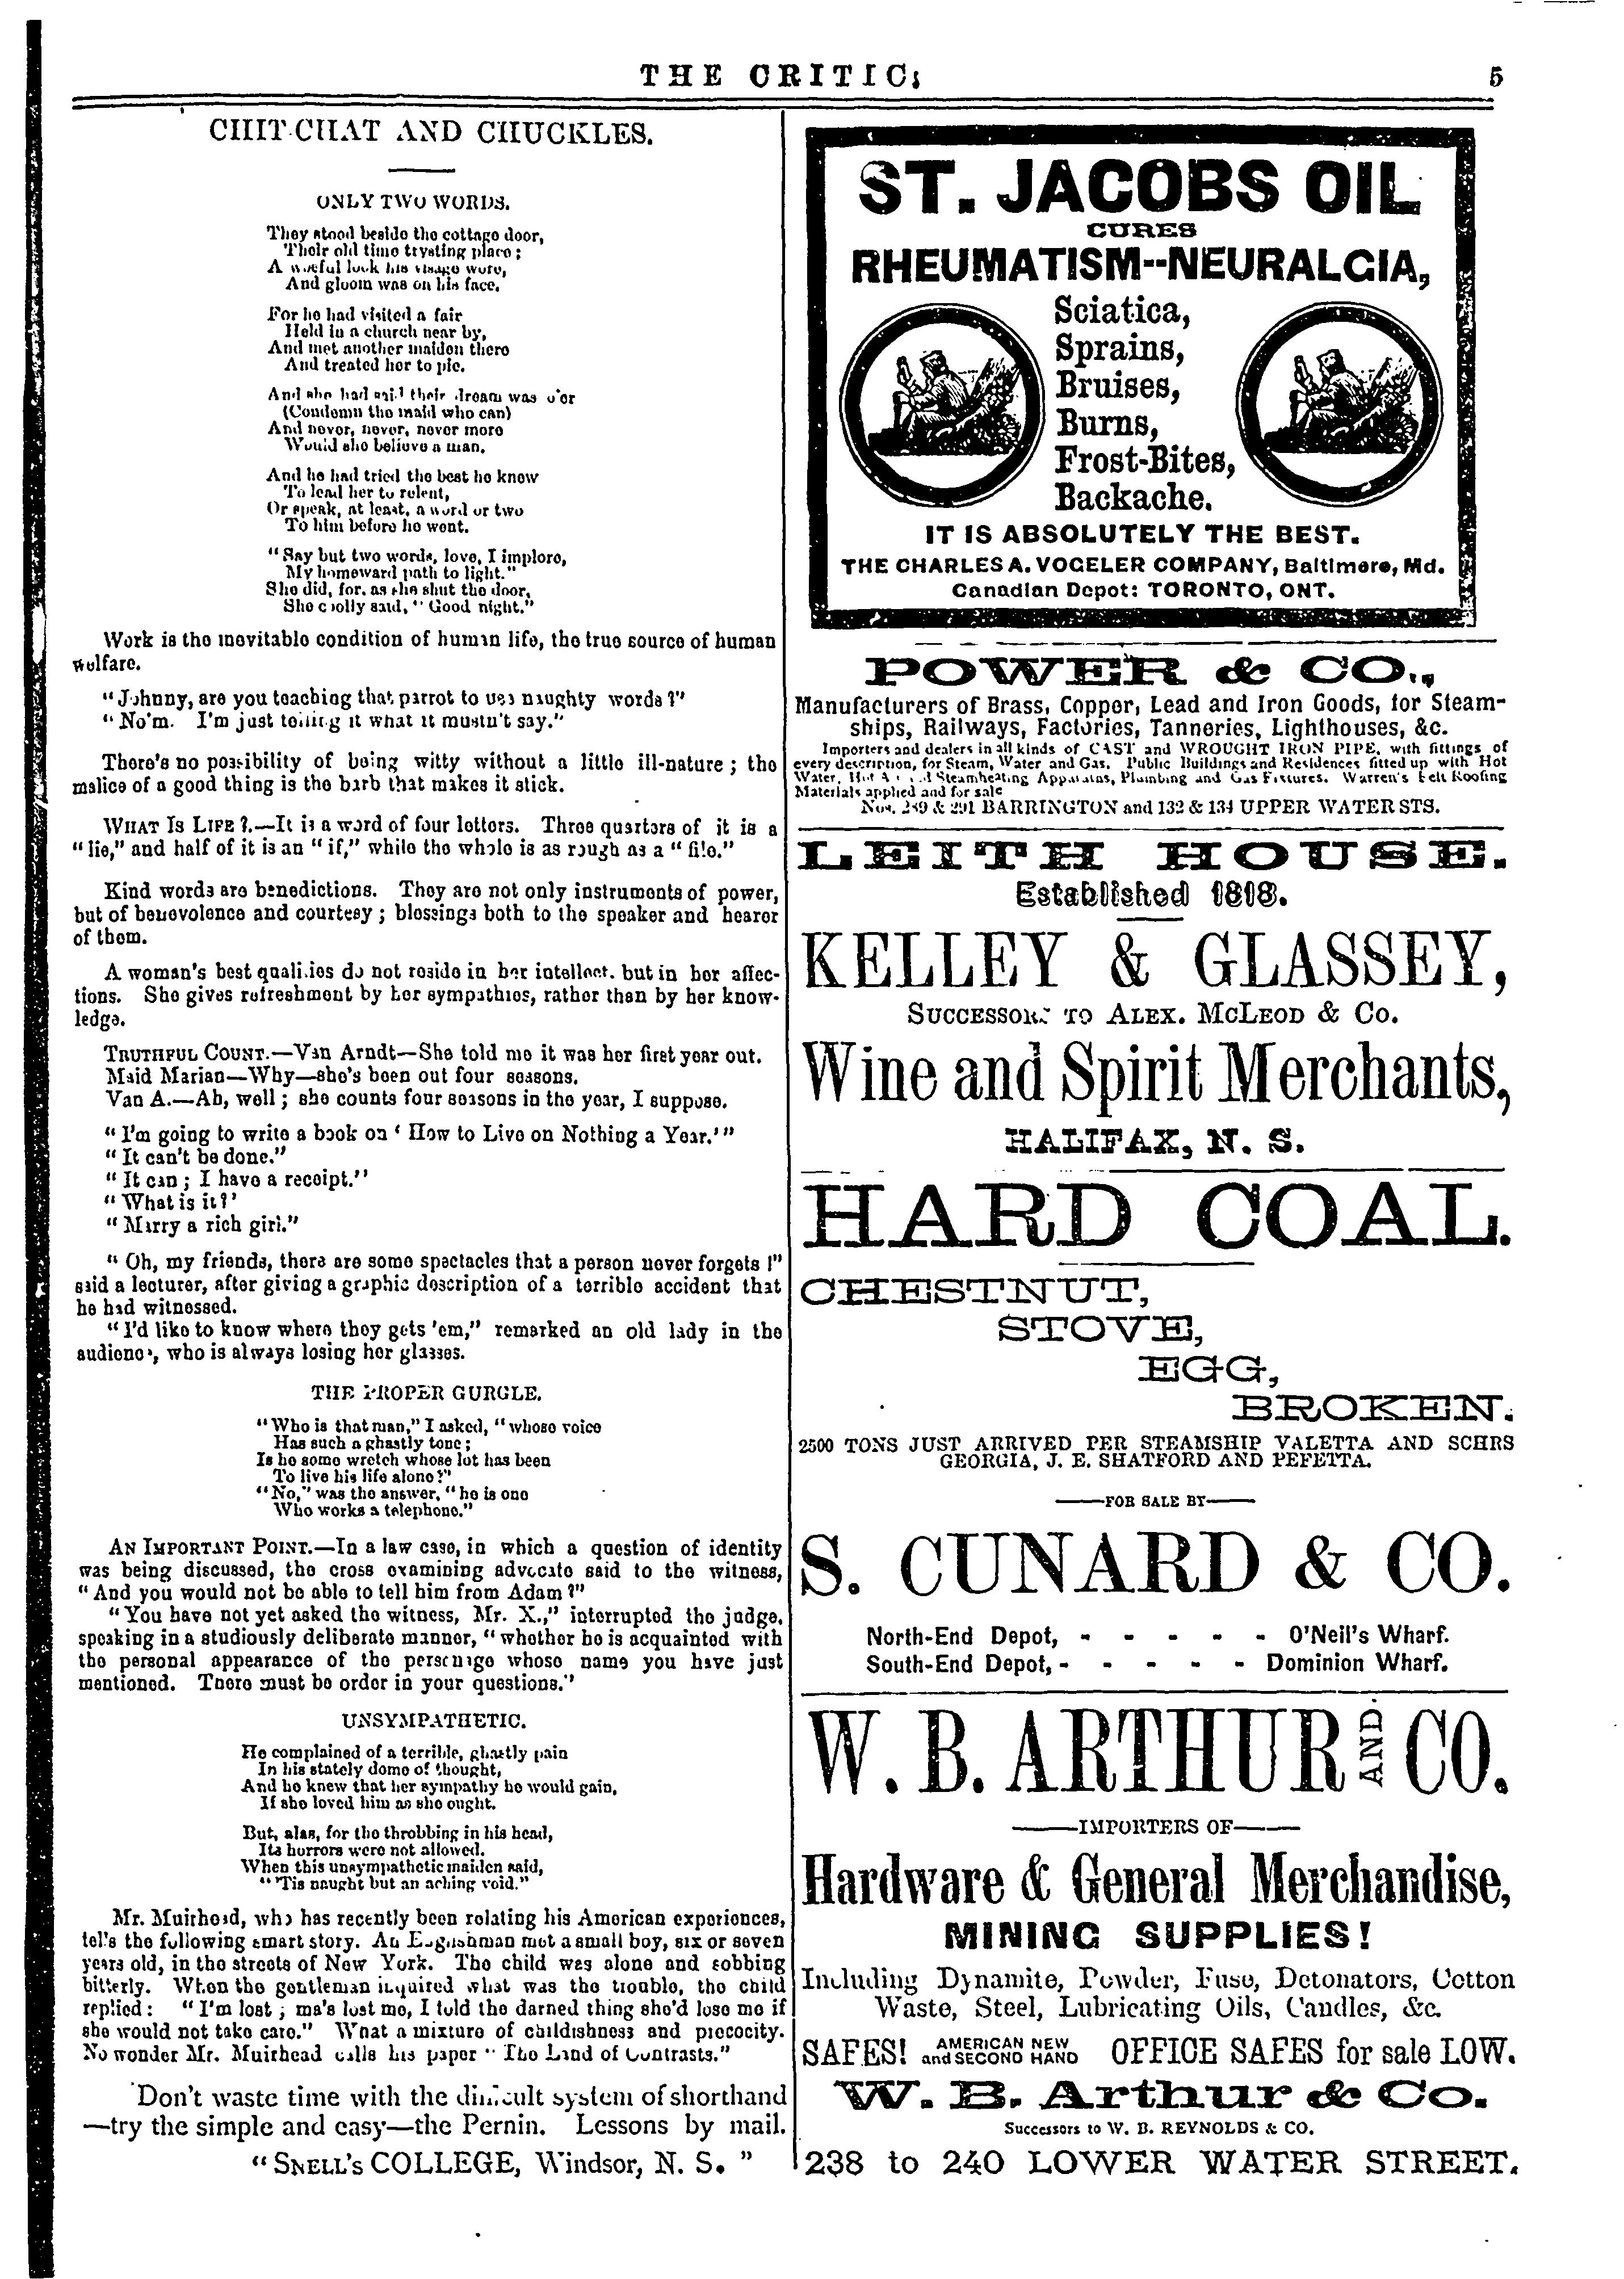 THE CRITIC;
5
CHIT-CHAT AND CHUCKLES.
ONLY TWO WORDS.
They stood beside the cottage door,
Their old time trysting place;
A woeful look his visage wore,
And gloom was on his face.
For he had visited a fair
Held in a church near by,
And met another maiden there
And treated her to pie.
And she had said their dream was o'er
(Condemn the maid who can)
And never, never, never more
Would she believe a man.
And he had tried the best he knew
To lead her to relent,
Or speak, at least, a word or two
To him before he went.
"Say but two words, love, I implore,
My homeward path to light."
She did, for, as she shut the door,
She coolly said, "Good night."
Work is the inevitable condition of human life, the true source of human
welfare.
"Johnny, are you teaching that parrot to use naughty words?"
"No'm. I'm just telling it what it mustn't say."
There's no possibility of being witty without a little ill-nature; the
malice of a good thing is the barb that makes it stick.
WHAT IS LIFE?.—It is a word of four letters. Three quarters of it is a
"lie," and half of it is an "if," while the whole is as rough as a "file."
Kind words are benedictions. They are not only instruments of power,
but of benevolence and courtesy; blessings both to the speaker and hearer
of them.
A woman's best qualities do not reside in her intellect, but in her affec-
tions. She gives refreshment by her sympathies, rather than by her know-
ledge.
TRUTHFUL COUNT.—Van Arndt—She told me it was her first year out.
Maid Marian—Why—she's been out four seasons.
Van A.—Ah, well; she counts four seasons in the year, I suppose.
"I'm going to write a book on 'How to Live on Nothing a Year.'"
"It can't be done."
"It can; I have a receipt."
"What is it?'
"Marry a rich girl."
"Oh, my friends, there are some spectacles that a person never forgets!"
said a lecturer, after giving a graphic description of a terrible accident that
he had witnessed.
"I'd like to know where they gets 'em," remarked an old lady in the
audience, who is always losing her glasses.
THE PROPER GURGLE.
"Who is that man," I asked, "whose voice
Has such a ghastly tone;
Is he some wretch whose lot has been
To live his life alone?"
"No," was the answer, "he is one
Who works a telephone."
AN IMPORTANT POINT.—In a law case, in which a question of identity
was being discussed, the cross examining advocate said to the witness,
"And you would not be able to tell him from Adam?"
"You have not yet asked the witness, Mr. X.," interrupted the judge,
speaking in a studiously deliberate manner, "whether he is acquainted with
the personal appearance of the personage whose name you have just
mentioned. There must be order in your questions."
UNSYMPATHETIC.
He complained of a terrible, ghastly pain
In his stately dome of thought,
And he knew that her sympathy he would gain,
If she loved him as she ought.
But, alas, for the throbbing in his head,
Its horrors were not allowed.
When this unsympathetic maiden said,
"'Tis naught but an aching void."
Mr. Muirhead, who has recently been relating his American experiences,
tel's the following smart story. An Englishman met a small boy, six or seven
years old, in the streets of New York. The child was alone and sobbing
bitterly. When the gentleman inquired what was the trouble, the child
replied: "I'm lost; ma's lost me, I told the darned thing she'd lose me if
she would not take care." What a mixture of childishness and precocity.
No wonder Mr. Muirhead calls his paper "The Land of Contrasts."
Don't waste time with the difficult system of shorthand
—try the simple and easy—the Pernin. Lessons by mail.
"SNELL'S COLLEGE, Windsor, N. S."
ST. JACOBS OIL
CURES
RHEUMATISM--NEURALGIA,
Sciatica,
Sprains,
Bruises,
Burns,
Frost-Bites,
Backache.
IT IS ABSOLUTELY THE BEST.
THE CHARLES A. VOGELER COMPANY, Baltimore, Md.
Canadian Depot: TORONTO, ONT.
POWER & CO.,
Manufacturers of Brass, Copper, Lead and Iron Goods, for Steam-
ships, Railways, Factories, Tanneries, Lighthouses, &c.
Importers and dealers in all kinds of CAST and WROUGHT IRON PIPE, with fittings of
every description, for Steam, Water and Gas. Public Buildings and Residences fitted up with Hot
Water, Hot Air and Steamheating Apparatus, Plumbing and Gas Fixtures. Warren's Felt Roofing
Materials applied and for sale
Nos. 289 & 291 BARRINGTON and 132 & 134 UPPER WATER STS.
LEITH HOUSE.
Established 1818.
KELLEY & GLASSEY,
SUCCESSORS TO ALEX. MCLEOD & CO.
Wine and Spirit Merchants,
HALIFAX, N. S.
HARD COAL.
CHESTNUT,
STOVE,
EGG,
BROKEN.
2500 TONS JUST ARRIVED PER STEAMSHIP VALETTA AND SCHRS
GEORGIA, J. E. SHATFORD AND PEFETTA.
——FOR SALE BY——
S. CUNARD & CO.
North-End Depot, - - - - - O'Neil's Wharf.
South-End Depot, - - - - - Dominion Wharf.
W. B. ARTHUR AND CO.
——IMPORTERS OF——
Hardware & General Merchandise,
MINING SUPPLIES!
Including Dynamite, Powder, Fuse, Detonators, Cotton
Waste, Steel, Lubricating Oils, Candles, &c.
SAFES! AMERICAN NEW and SECOND HAND OFFICE SAFES for sale LOW.
W. B. Arthur & Co.
Successors to W. B. REYNOLDS & CO.
238 to 240 LOWER WATER STREET.